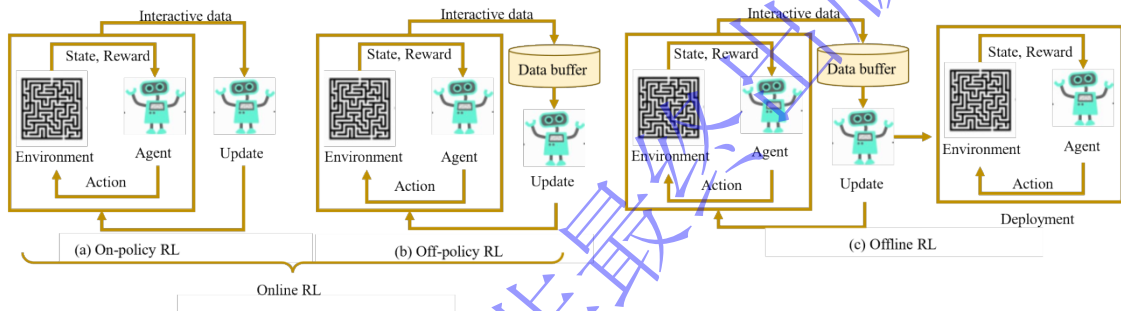 Interactive data
State, Reward
Environment
Agent
Update
Action
(a) On-policy RL
Interactive data
State, Reward
Data buffer
Environment
Agent
Update
Action
(b) Off-policy RL
Online RL
Interactive data
State, Reward
Data buffer
Environment
Agent
Update
Action
State, Reward
Environment
Agent
Action
Deployment
(c) Offline RL
最终